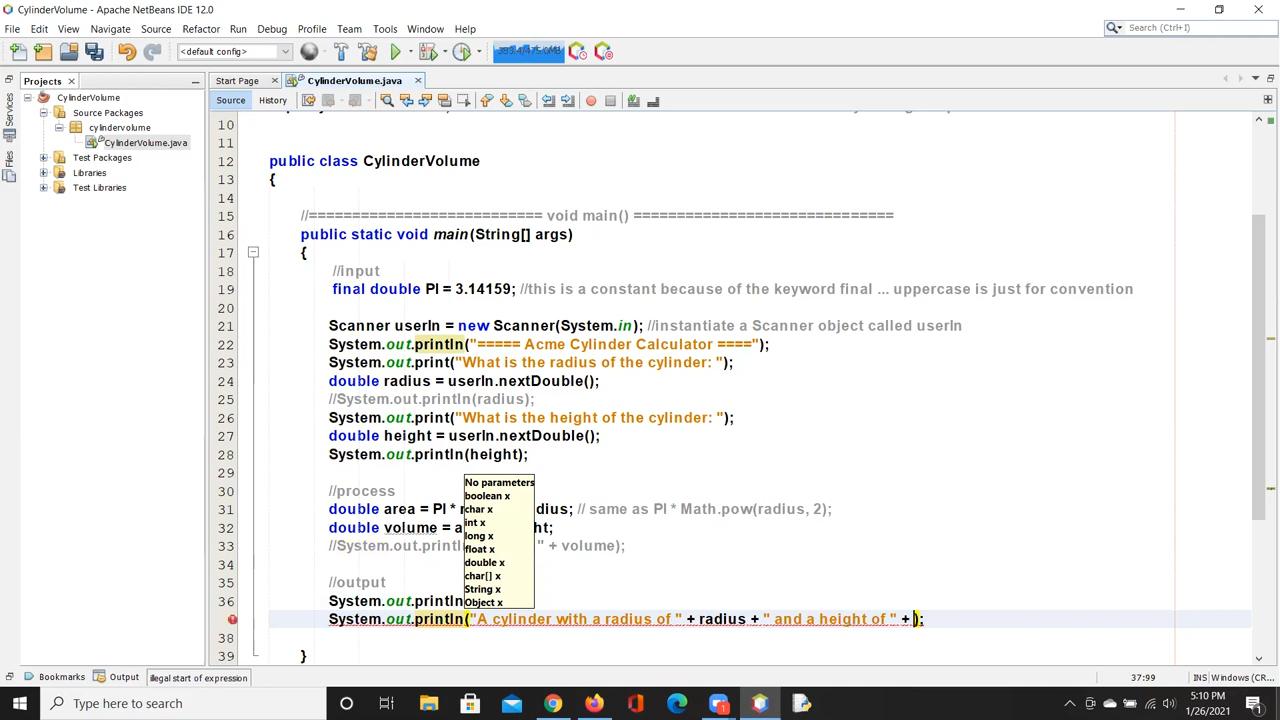 CylinderVolume - Apache NetBeans IDE 12.0
File Edit View Navigate Source Refactor Run Debug Profile Team Tools Window Help
Search (Ctrl+I)
<default config>
Projects
Start Page
CylinderVolume.java
Services
Files
CylinderVolume
Source Packages
cylindervolume
CylinderVolume.java
Test Packages
Libraries
Test Libraries
Source History
10
11
12 public class CylinderVolume
13 {
14
15 //=========================== void main() ==============================
16 public static void main(String[] args)
17 {
18 //input
19 final double PI = 3.14159; //this is a constant because of the keyword final ... uppercase is just for convention
20
21 Scanner userIn = new Scanner(System.in); //instantiate a Scanner object called userIn
22 System.out.println("===== Acme Cylinder Calculator ====");
23 System.out.print("What is the radius of the cylinder: ");
24 double radius = userIn.nextDouble();
25 //System.out.println(radius);
26 System.out.print("What is the height of the cylinder: ");
27 double height = userIn.nextDouble();
28 System.out.println(height);
29
30 //process
31 double area = PI * dius; // same as PI * Math.pow(radius, 2);
32 double volume = a ht;
33 //System.out.printl " + volume);
34
35 //output
36 System.out.println
37 System.out.println("A cylinder with a radius of " + radius + " and a height of " + );
38
39 }
No parameters
boolean x
char x
int x
long x
float x
double x
char[] x
String x
Object x
Bookmarks Output illegal start of expression
37:99 INS Windows (CR...
Type here to search
1
5:10 PM
1/26/2021
1